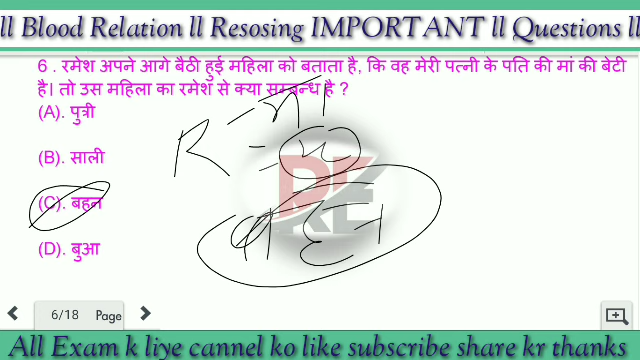 ll Blood Relation ll Resosing IMPORTANT ll Questions ll
6 . रमेश अपने आगे बैठी हुई महिला को बताता है, कि वह मेरी पत्नी के पति की मां की बेटी
है। तो उस महिला का रमेश से क्या सम्बन्ध है ?
(A). पुत्री
(B). साली
(C). बहन
(D). बुआ
R
बहन
6/18 Page
All Exam k liye cannel ko like subscribe share kr thanks